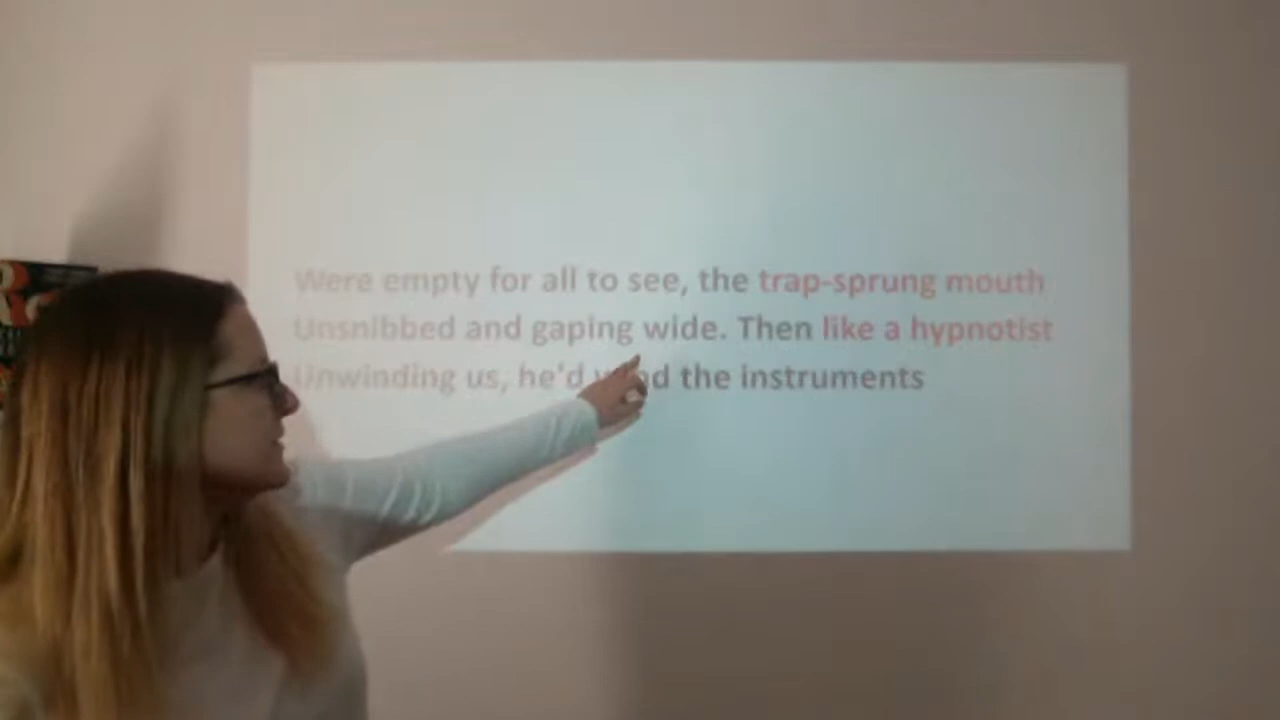 Were empty for all to see, the trap-sprung mouth
Unsnibbed and gaping wide. Then like a hypnotist
Unwinding us, he'd the instruments